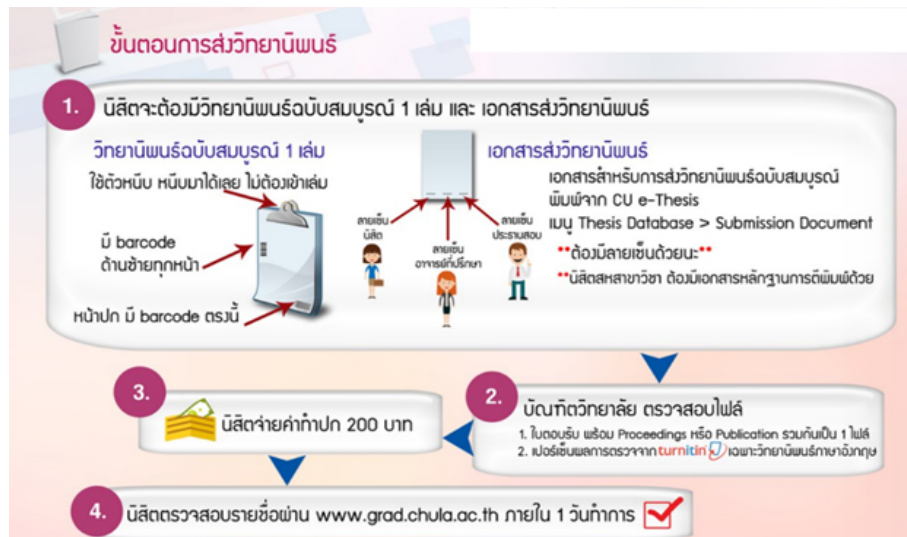 ขั้นตอนการส่งวิทยานิพนธ์
1. นิสิตจะต้องมีวิทยานิพนธ์ฉบับสมบูรณ์ 1 เล่ม และ เอกสารส่งวิทยานิพนธ์
วิทยานิพนธ์ฉบับสมบูรณ์ 1 เล่ม
ใช้ตัวหนีบ หนีบมาได้เลย ไม่ต้องเข้าเล่ม
มี barcode
ด้านซ้ายทุกหน้า
หน้าปก มี barcode ตรงนี้
ลายเซ็น
นิสิต
ลายเซ็น
อาจารย์ที่ปรึกษา
ลายเซ็น
ประธานสอบ
เอกสารส่งวิทยานิพนธ์
เอกสารสำหรับการส่งวิทยานิพนธ์ฉบับสมบูรณ์
พิมพ์จาก CU e-Thesis
เมนู Thesis Database > Submission Document
**ต้องมีลายเซ็นด้วยนะ**
**นิสิตสหสาขาวิชา ต้องมีเอกสารหลักฐานการตีพิมพ์ด้วย
2. บัณฑิตวิทยาลัย ตรวจสอบไฟล์
1. ใบตอบรับ พร้อม Proceedings หรือ Publication รวมกันเป็น 1 ไฟล์
2. เปอร์เซ็นผลการตรวจจาก turnitin เฉพาะวิทยานิพนธ์ภาษาอังกฤษ
3. นิสิตจ่ายค่าทำปก 200 บาท
4. นิสิตตรวจสอบรายชื่อผ่าน www.grad.chula.ac.th ภายใน 1 วันทำการ